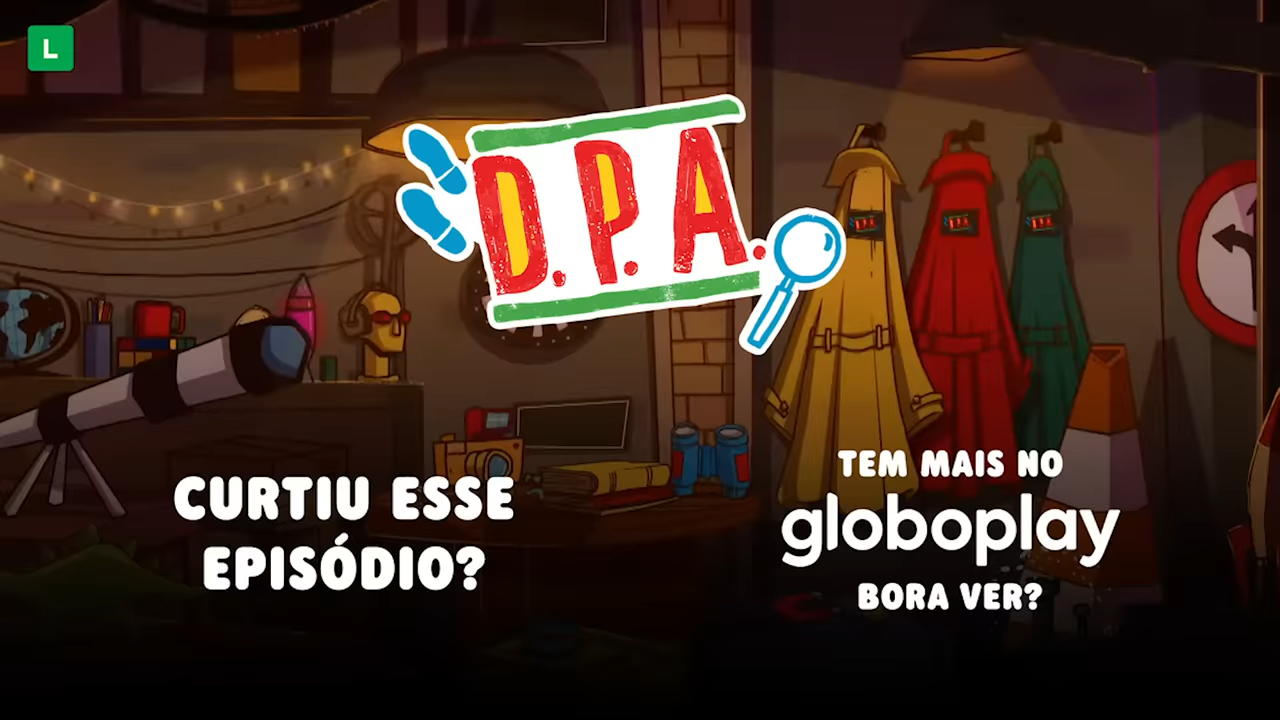 L
D.P.A.
CURTIU ESSE
EPISÓDIO?
TEM MAIS NO
globoplay
BORA VER?